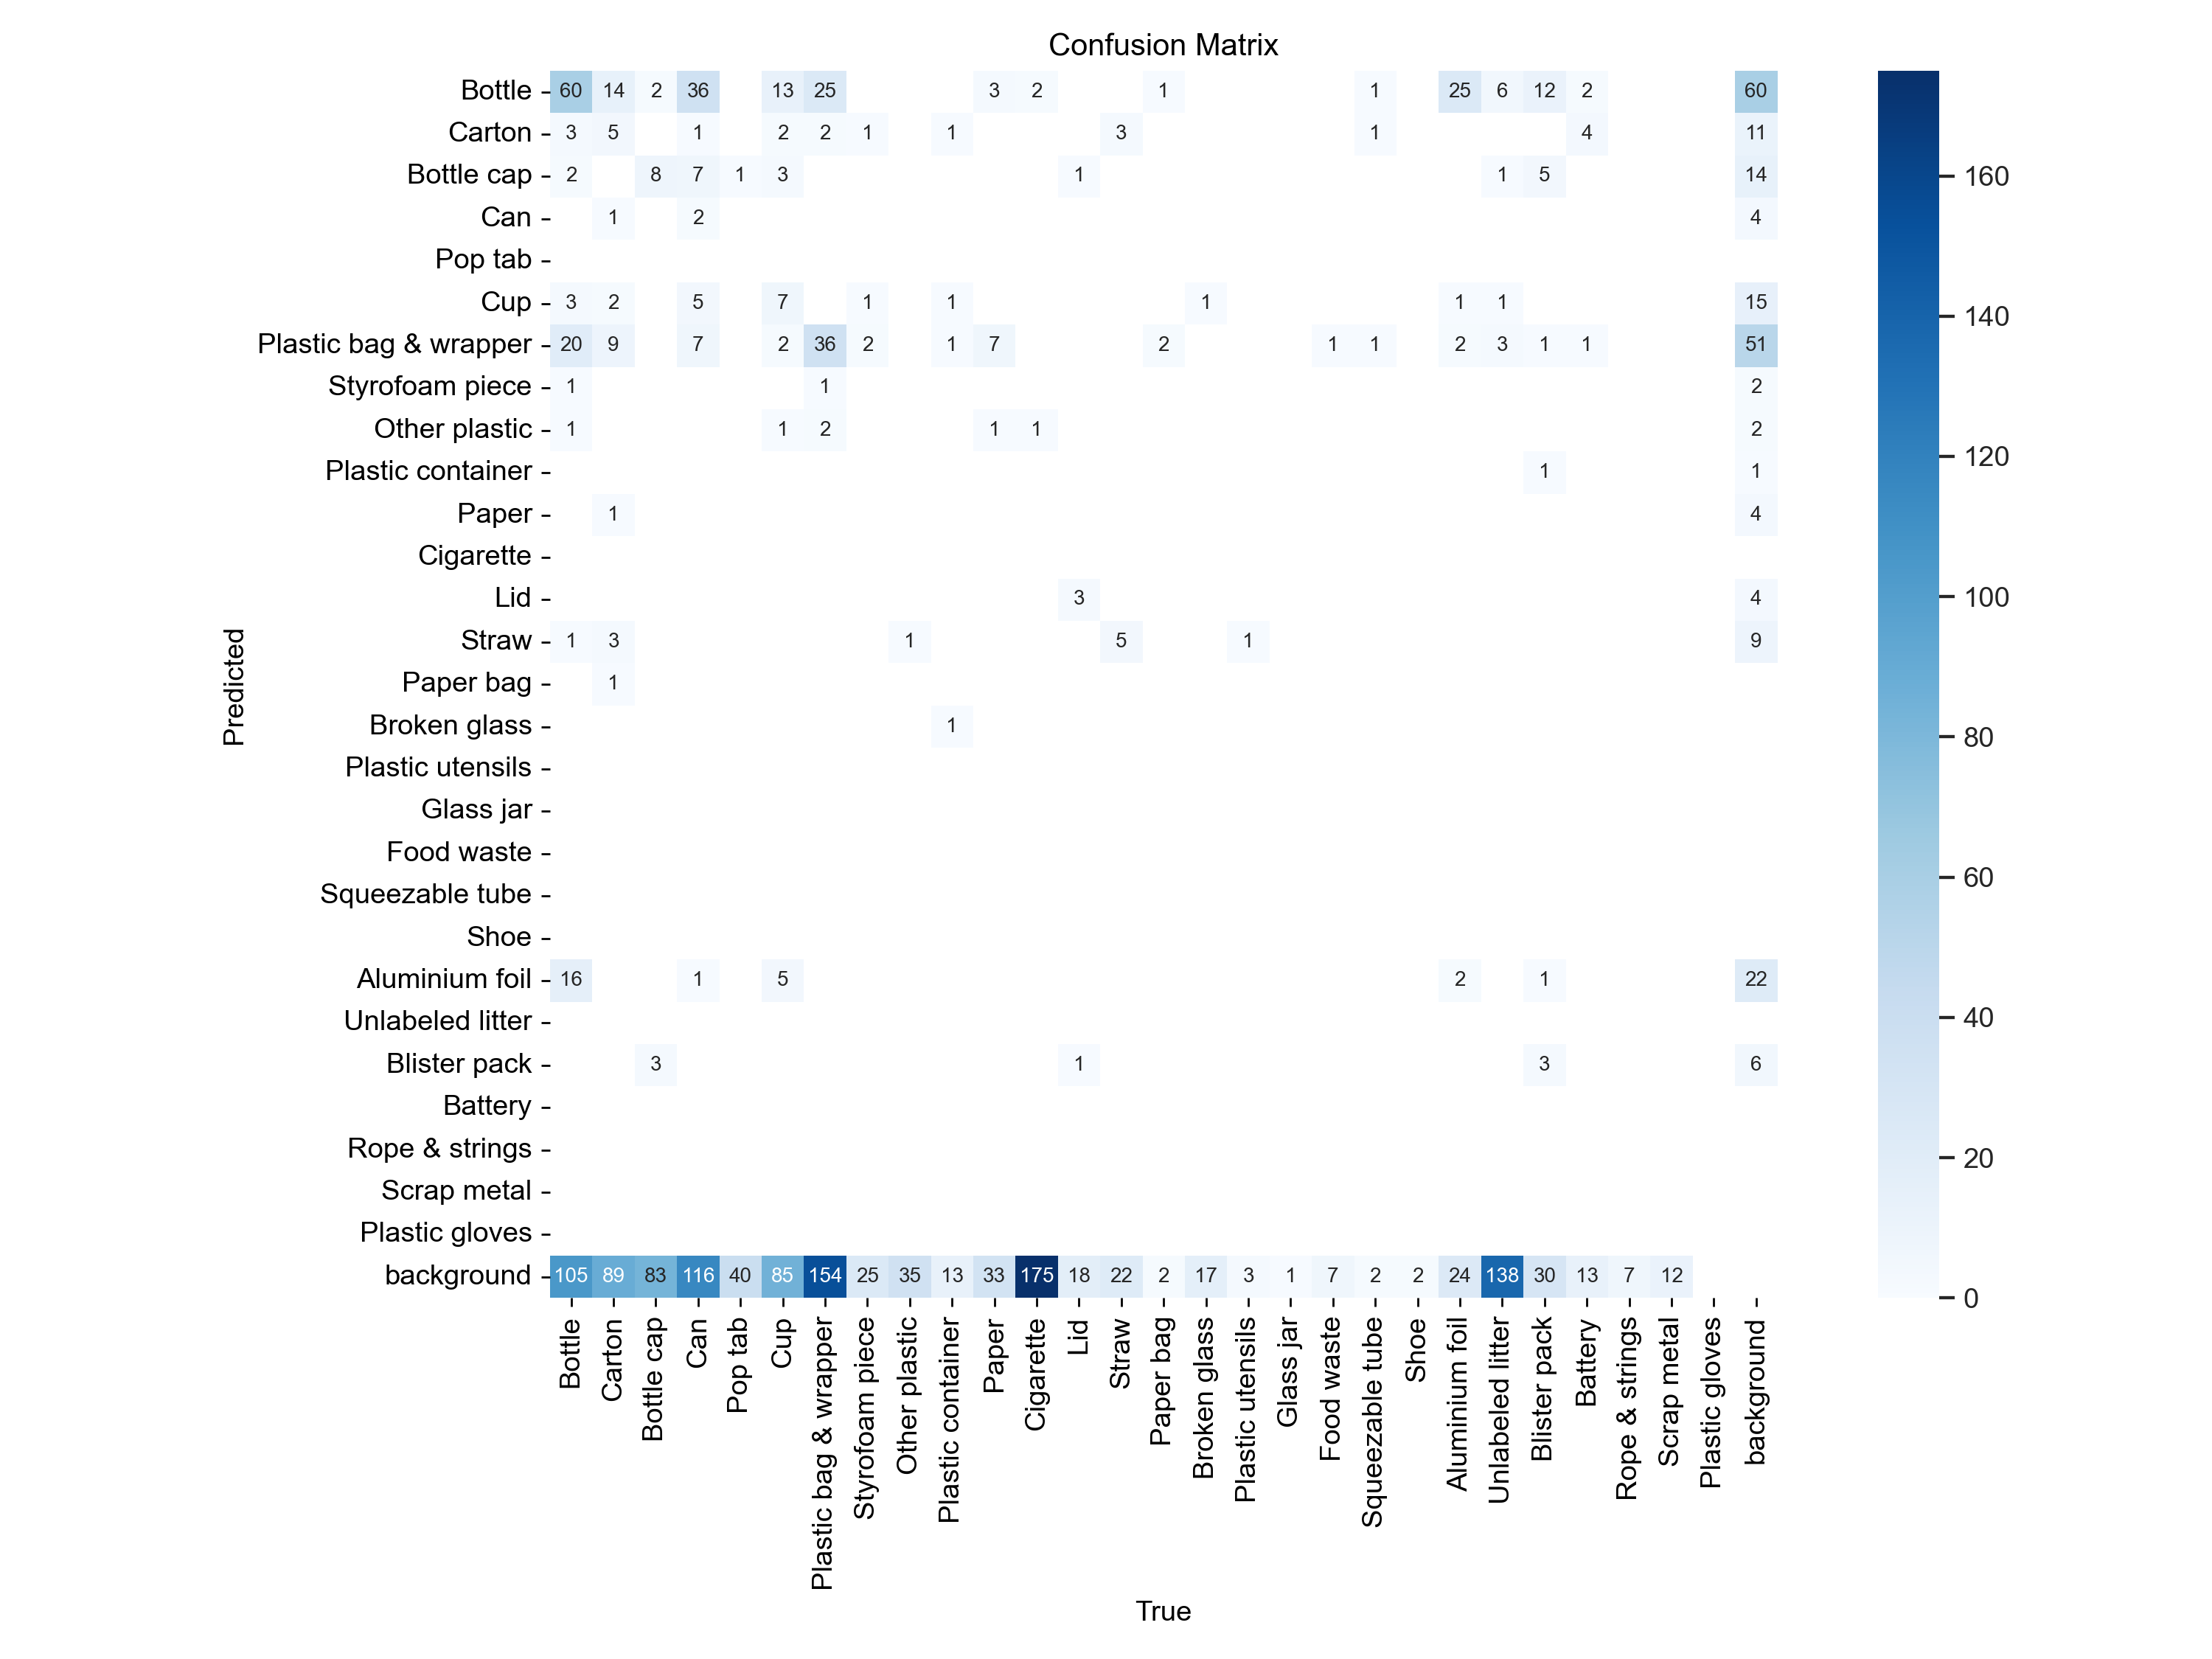 Confusion Matrix
Bottle 60 14 2 36 13 25 3 2 1 1 25 6 12 2 60
Carton 3 5 1 2 2 1 1 3 1 4 11
Bottle cap 2 8 7 1 3 1 1 5 14
Can 1 2 4
Pop tab
Cup 3 2 5 7 1 1 1 1 1 15
Plastic bag & wrapper 20 9 7 2 36 2 1 7 2 1 1 2 3 1 1 51
Styrofoam piece 1 1 2
Other plastic 1 1 2 1 1 2
Plastic container 1 1
Paper 1 4
Cigarette
Lid 3 4
Straw 1 3 1 5 1 9
Paper bag 1
Broken glass 1
Plastic utensils
Glass jar
Food waste
Squeezable tube
Shoe
Aluminium foil 16 1 5 2 1 22
Unlabeled litter
Blister pack 3 1 3 6
Battery
Rope & strings
Scrap metal
Plastic gloves
background 105 89 83 116 40 85 154 25 35 13 33 175 18 22 2 17 3 1 7 2 2 24 138 30 13 7 12
Predicted
Bottle
Carton
Bottle cap
Can
Pop tab
Cup
Plastic bag & wrapper
Styrofoam piece
Other plastic
Plastic container
Paper
Cigarette
Lid
Straw
Paper bag
Broken glass
Plastic utensils
Glass jar
Food waste
Squeezable tube
Shoe
Aluminium foil
Unlabeled litter
Blister pack
Battery
Rope & strings
Scrap metal
Plastic gloves
background
True
160
140
120
100
80
60
40
20
0